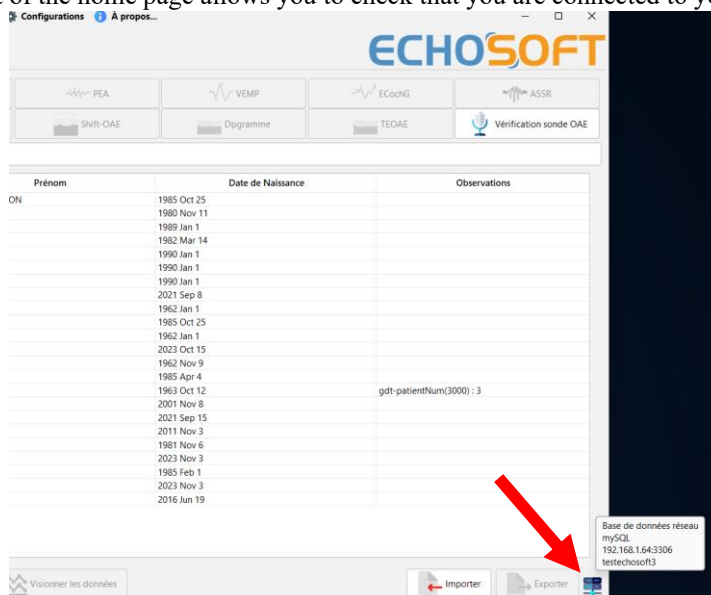 of the home page allows you to check that you are connected to
Configurations À propos...
ECHOSOFT
PEA VEMP ECochG ASSR
Shift-OAE Dpgramme TEOAE Vérification sonde OAE
Prénom Date de Naissance Observations
ON 1985 Oct 25
1980 Nov 11
1989 Jan 1
1982 Mar 14
1990 Jan 1
1990 Jan 1
1990 Jan 1
2021 Sep 8
1962 Jan 1
1985 Oct 25
1962 Jan 1
2023 Oct 15
1962 Nov 9
1985 Apr 4
1963 Oct 12 gdt-patientNum(3000) : 3
2001 Nov 8
2021 Sep 15
2011 Nov 3
1981 Nov 6
2023 Nov 3
1985 Feb 1
2023 Nov 3
2016 Jun 19
Base de données réseau
mySQL
192.168.1.64:3306
testechosoft3
Visionner les données Importer Exporter